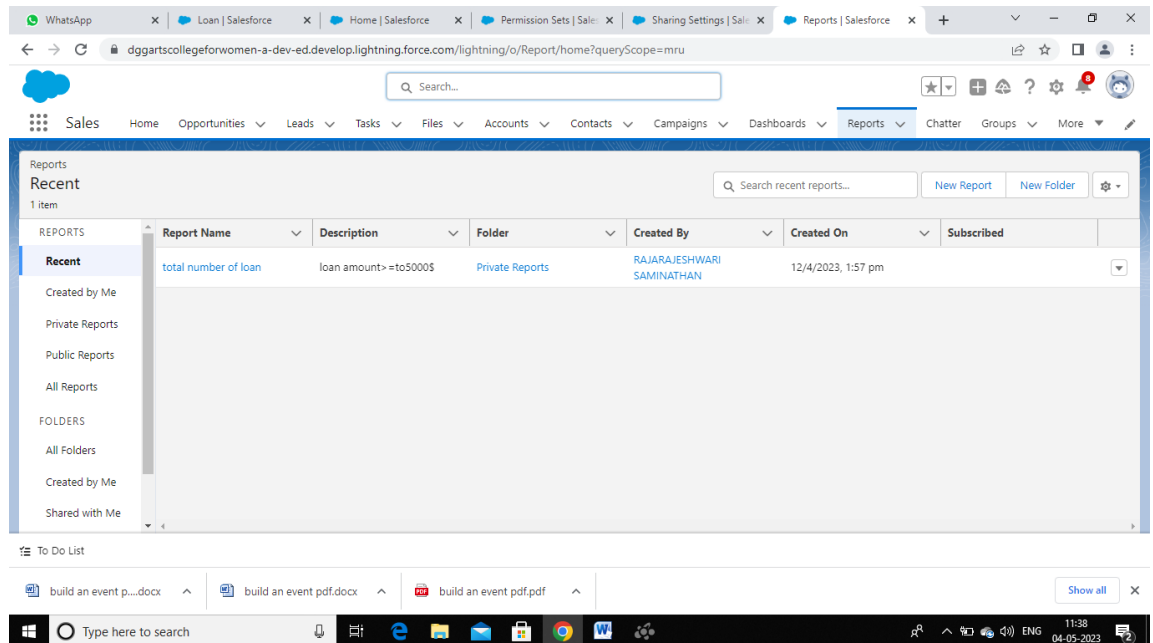 WhatsApp
Loan | Salesforce
Home | Salesforce
Permission Sets | Sales
Sharing Settings | Sale
Reports | Salesforce
dggartscollegeforwomen-a-dev-ed.develop.lightning.force.com/lightning/o/Report/home?queryScope=mru
Search...
8
Sales Home Opportunities Leads Tasks Files Accounts Contacts Campaigns Dashboards Reports Chatter Groups More
Reports
Recent
1 item
Search recent reports...
New Report
New Folder
REPORTS
Recent
Created by Me
Private Reports
Public Reports
All Reports
FOLDERS
All Folders
Created by Me
Shared with Me
Report Name Description Folder Created By Created On Subscribed
total number of loan loan amount>=to5000$ Private Reports RAJARAJESHWARI 12/4/2023, 1:57 pm
SAMINATHAN
To Do List
build an event p....docx
build an event pdf.docx
PDF
build an event pdf.pdf
Show all
Type here to search
ENG
11:38
04-05-2023
2